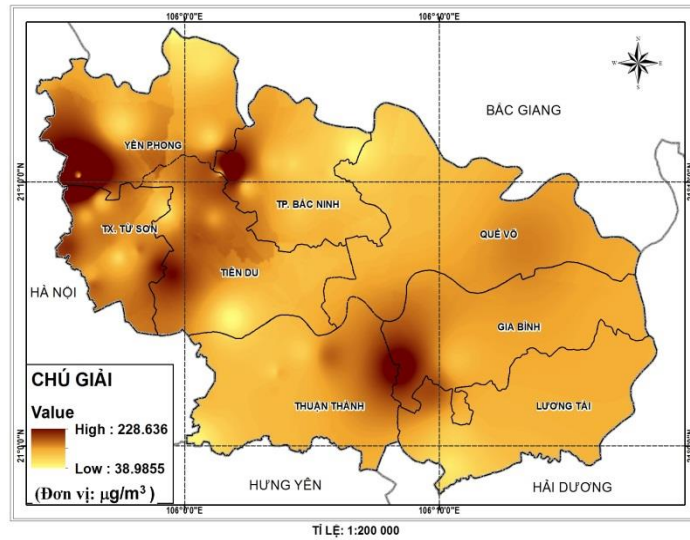 106°0'0"E
106°10'0"E
N
W
E
S
BẮC GIANG
YÊN PHONG
21°10'0"N
TP. BẮC NINH
TX. TỪ SƠN
QUẾ VÕ
TIÊN DU
HÀ NỘI
GIA BÌNH
CHÚ GIẢI
Value
High : 228.636
Low : 38.9855
(Đơn vị: µg/m³ )
THUẬN THÀNH
LƯƠNG TÀI
21°0'0"N
HƯNG YÊN
HẢI DƯƠNG
106°0'0"E
106°10'0"E
TỈ LỆ: 1:200 000